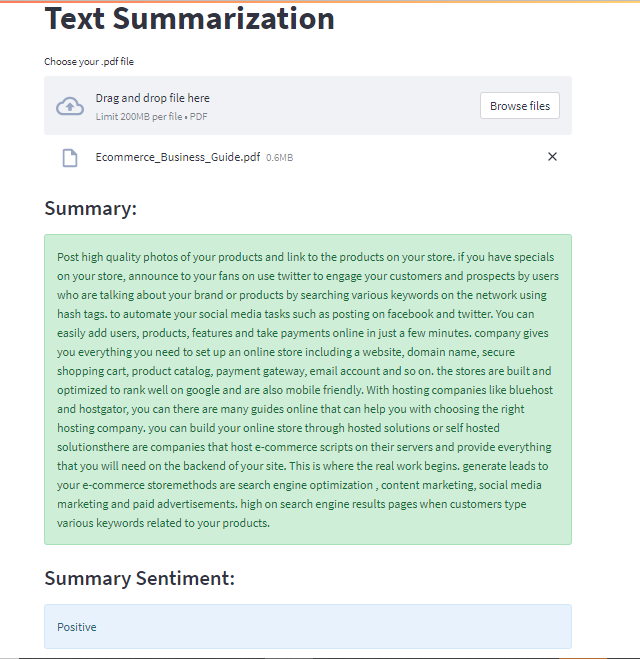 Text Summarization
Choose your .pdf file
Drag and drop file here
Limit 200MB per file • PDF
Browse files
Ecommerce_Business_Guide.pdf 0.6MB
Summary:
Post high quality photos of your products and link to the products on your store. if you have specials
on your store, announce to your fans on use twitter to engage your customers and prospects by users
who are talking about your brand or products by searching various keywords on the network using
hash tags. to automate your social media tasks such as posting on facebook and twitter. You can
easily add users, products, features and take payments online in just a few minutes. company gives
you everything you need to set up an online store including a website, domain name, secure
shopping cart, product catalog, payment gateway, email account and so on. the stores are built and
optimized to rank well on google and are also mobile friendly. With hosting companies like bluehost
and hostgator, you can there are many guides online that can help you with choosing the right
hosting company. you can build your online store through hosted solutions or self hosted
solutionsthere are companies that host e-commerce scripts on their servers and provide everything
that you will need on the backend of your site. This is where the real work begins. generate leads to
your e-commerce storemethods are search engine optimization , content marketing, social media
marketing and paid advertisements. high on search engine results pages when customers type
various keywords related to your products.
Summary Sentiment:
Positive